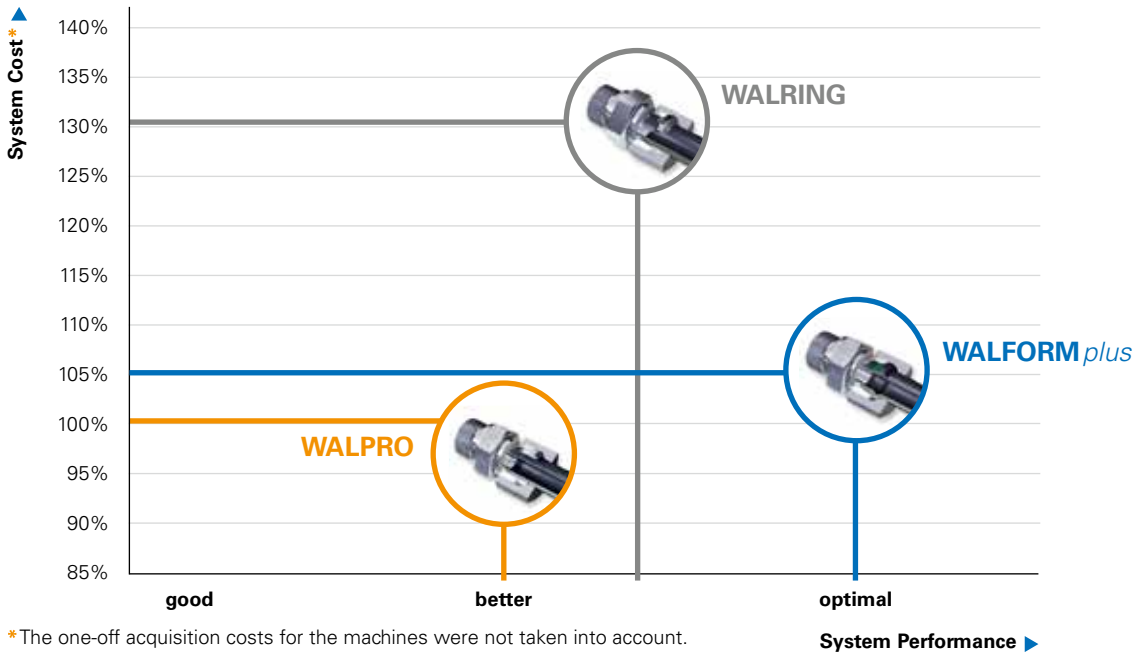 System Cost*
140%
135%
130%
125%
120%
115%
110%
105%
100%
95%
90%
85%
WALRING
WALFORM plus
WALPRO
good better optimal
*The one-off acquisition costs for the machines were not taken into account.
System Performance